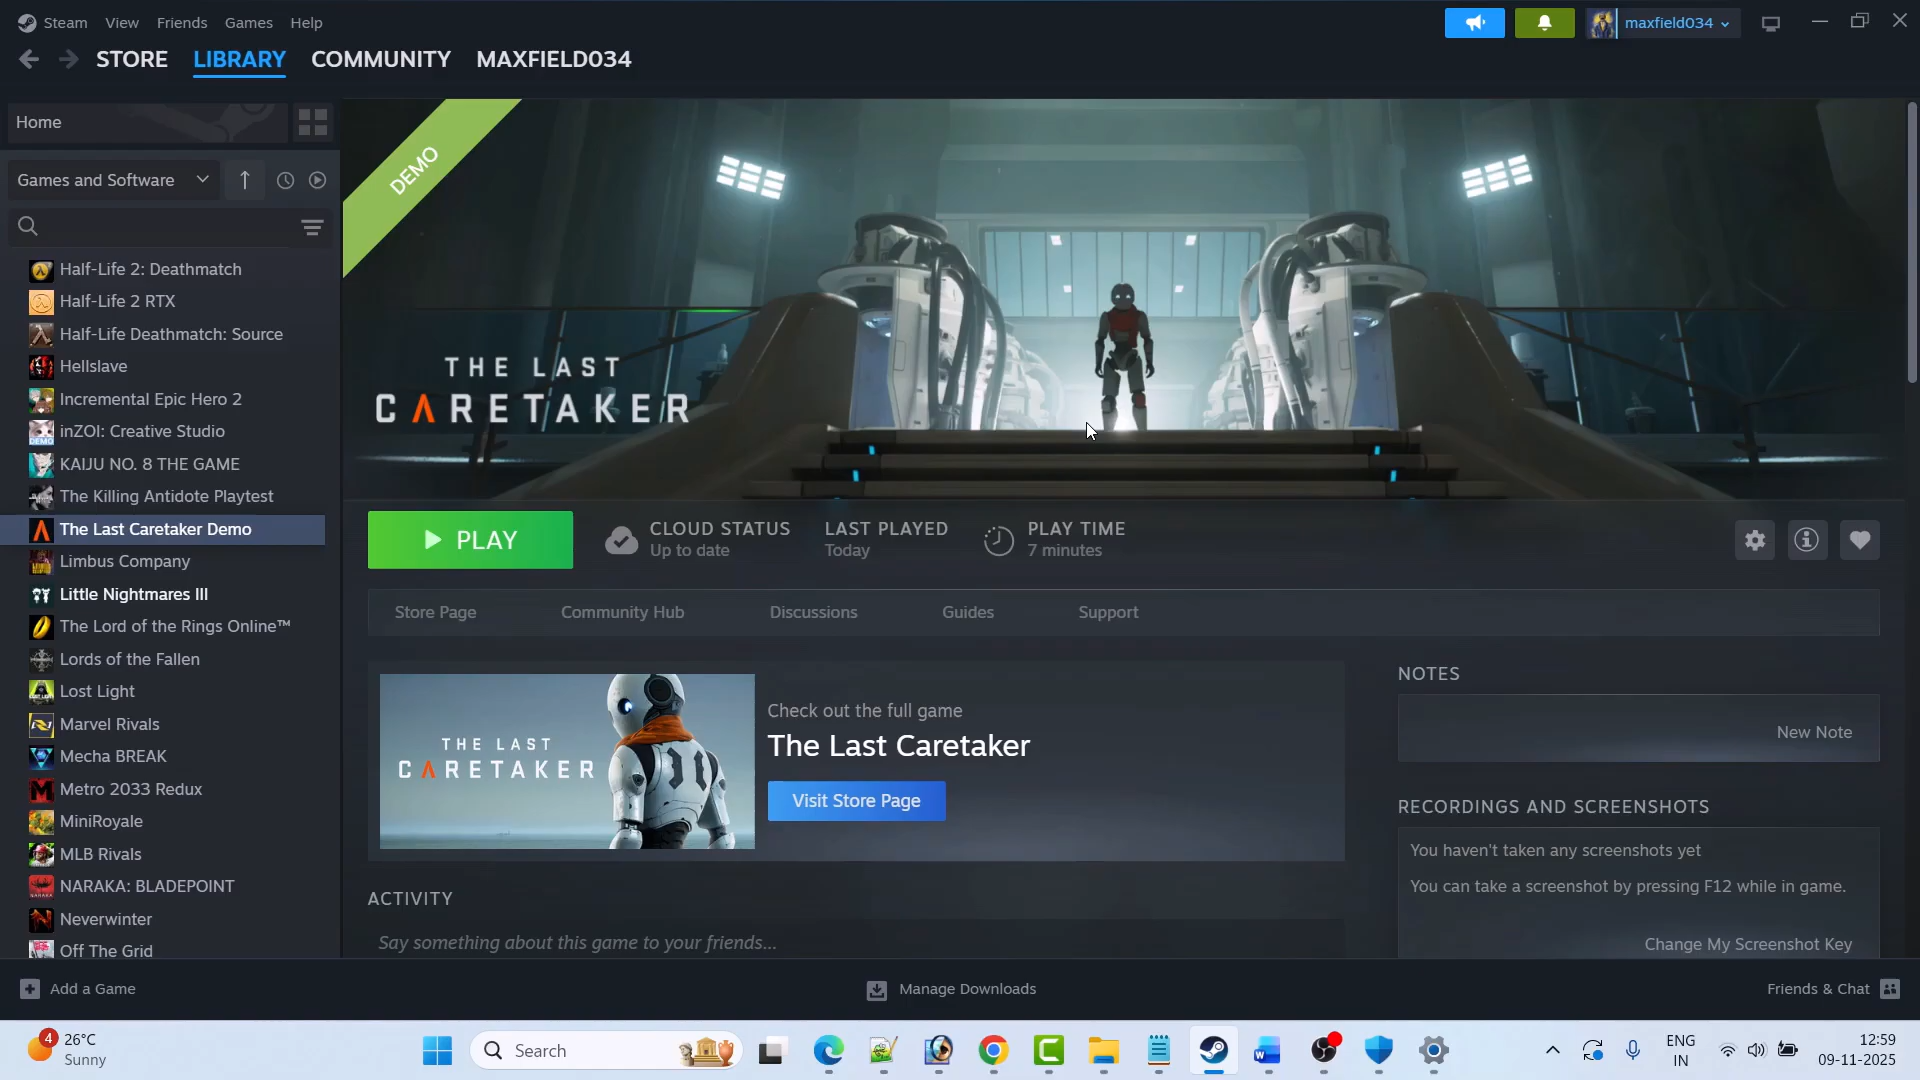 Steam View Friends Games Help
maxfield034
STORE LIBRARY COMMUNITY MAXFIELD034
Home
Games and Software
Half-Life 2: Deathmatch
Half-Life 2 RTX
Half-Life Deathmatch: Source
Hellslave
Incremental Epic Hero 2
inZOI: Creative Studio
KAIJU NO. 8 THE GAME
The Killing Antidote Playtest
The Last Caretaker Demo
Limbus Company
Little Nightmares III
The Lord of the Rings Online™
Lords of the Fallen
Lost Light
Marvel Rivals
Mecha BREAK
Metro 2033 Redux
MiniRoyale
MLB Rivals
NARAKA: BLADEPOINT
Neverwinter
Off The Grid
DEMO
THE LAST
CARETAKER
PLAY
CLOUD STATUS
Up to date
LAST PLAYED
Today
PLAY TIME
7 minutes
Store Page Community Hub Discussions Guides Support
THE LAST
CARETAKER
Check out the full game
The Last Caretaker
Visit Store Page
ACTIVITY
Say something about this game to your friends...
NOTES
New Note
RECORDINGS AND SCREENSHOTS
You haven't taken any screenshots yet
You can take a screenshot by pressing F12 while in game.
Change My Screenshot Key
Add a Game
Manage Downloads
Friends & Chat
4
26°C
Sunny
Search
ENG
IN
12:59
09-11-2025